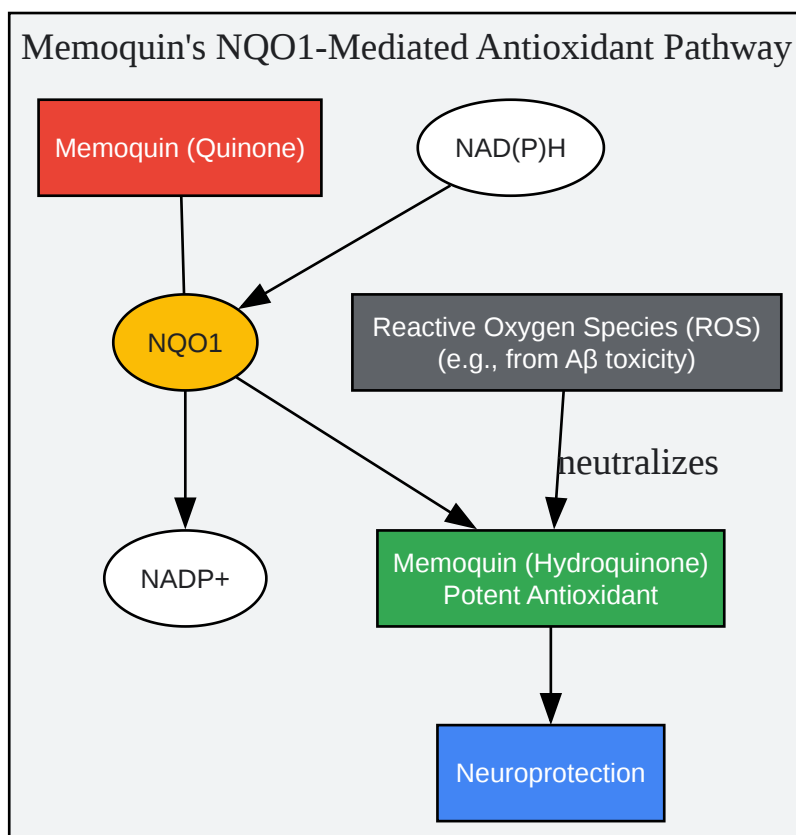 Memoquin's NQO1-Mediated Antioxidant Pathway
Memoquin (Quinone)
NAD(P)H
NQO1
Reactive Oxygen Species (ROS)
(e.g., from Aβ toxicity)
neutralizes
NADP+
Memoquin (Hydroquinone)
Potent Antioxidant
Neuroprotection